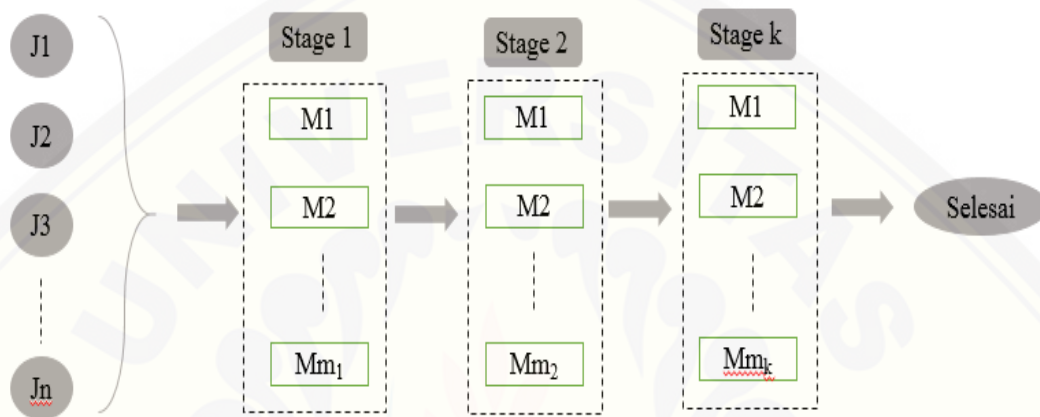 J1
J2
J3
Jn
Stage 1
M1
M2
Mm₁
Stage 2
M1
M2
Mm₂
Stage k
M1
M2
Mmₖ
Selesai
UNIVERSITAS